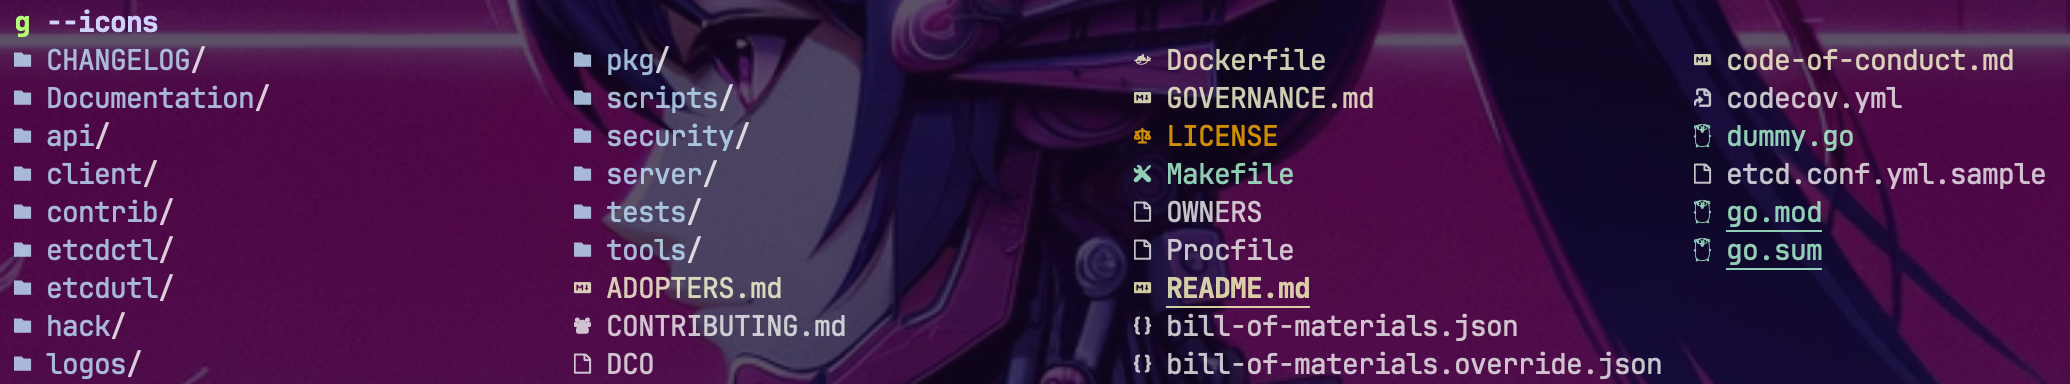 g --icons
CHANGELOG/ pkg/ Dockerfile code-of-conduct.md
Documentation/ scripts/ GOVERNANCE.md codecov.yml
api/ security/ LICENSE dummy.go
client/ server/ Makefile etcd.conf.yml.sample
contrib/ tests/ OWNERS go.mod
etcdctl/ tools/ Procfile go.sum
etcdutl/ ADOPTERS.md README.md
hack/ CONTRIBUTING.md bill-of-materials.json
logos/ DCO bill-of-materials.override.json